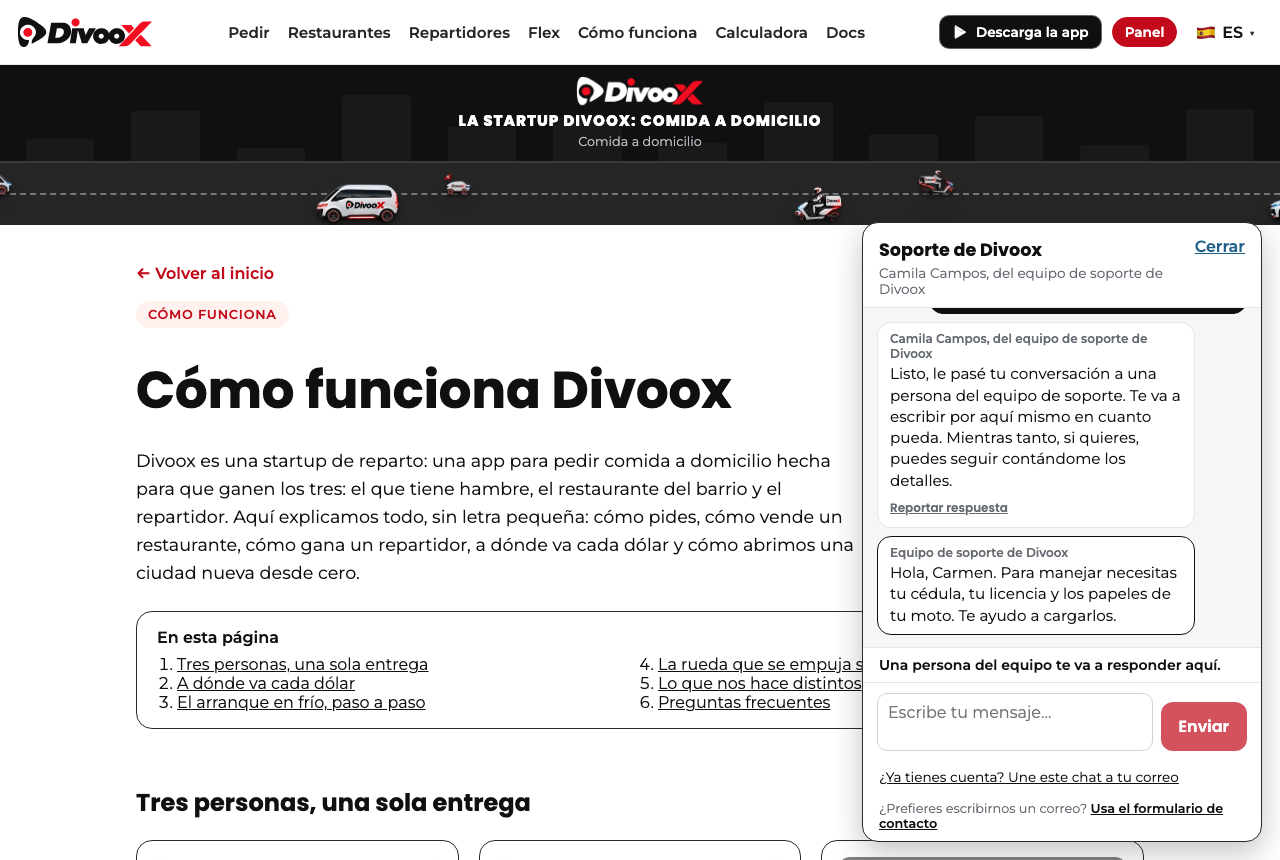 DivooX
Pedir
Restaurantes
Repartidores
Flex
Cómo funciona
Calculadora
Docs
Descarga la app
Panel
ES
DivooX
LA STARTUP DIVOOX: COMIDA A DOMICILIO
Comida a domicilio
DivooX
← Volver al inicio
CÓMO FUNCIONA
Cómo funciona Divoox
Divoox es una startup de reparto: una app para pedir comida a domicilio hecha
para que ganen los tres: el que tiene hambre, el restaurante del barrio y el
repartidor. Aquí explicamos todo, sin letra pequeña: cómo pides, cómo vende un
restaurante, cómo gana un repartidor, a dónde va cada dólar y cómo abrimos una
ciudad nueva desde cero.
En esta página
1. Tres personas, una sola entrega
2. A dónde va cada dólar
3. El arranque en frío, paso a paso
4. La rueda que se empuja s
5. Lo que nos hace distintos
6. Preguntas frecuentes
Tres personas, una sola entrega
Soporte de Divoox
Cerrar
Camila Campos, del equipo de soporte de
Divoox
Camila Campos, del equipo de soporte de
Divoox
Listo, le pasé tu conversación a una
persona del equipo de soporte. Te va a
escribir por aquí mismo en cuanto
pueda. Mientras tanto, si quieres,
puedes seguir contándome los
detalles.
Reportar respuesta
Equipo de soporte de Divoox
Hola, Carmen. Para manejar necesitas
tu cédula, tu licencia y los papeles de
tu moto. Te ayudo a cargarlos.
Una persona del equipo te va a responder aquí.
Escribe tu mensaje...
Enviar
¿Ya tienes cuenta? Une este chat a tu correo
¿Prefieres escribirnos un correo? Usa el formulario de
contacto